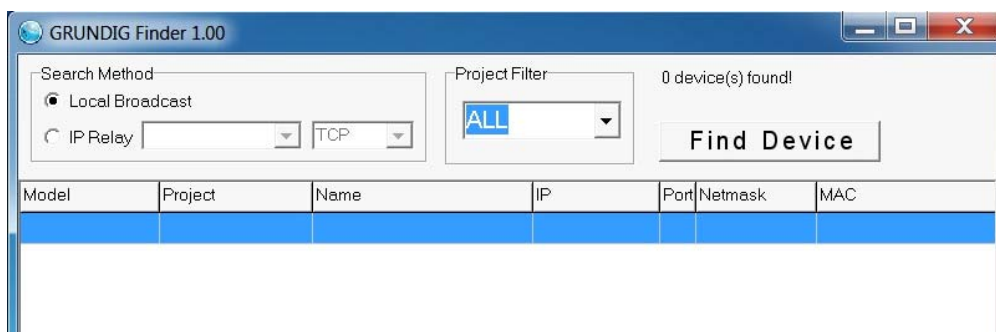 GRUNDIG Finder 1.00
Search Method
Local Broadcast
IP Relay TCP
Project Filter
ALL
0 device(s) found!
Find Device
Model Project Name IP Port Netmask MAC